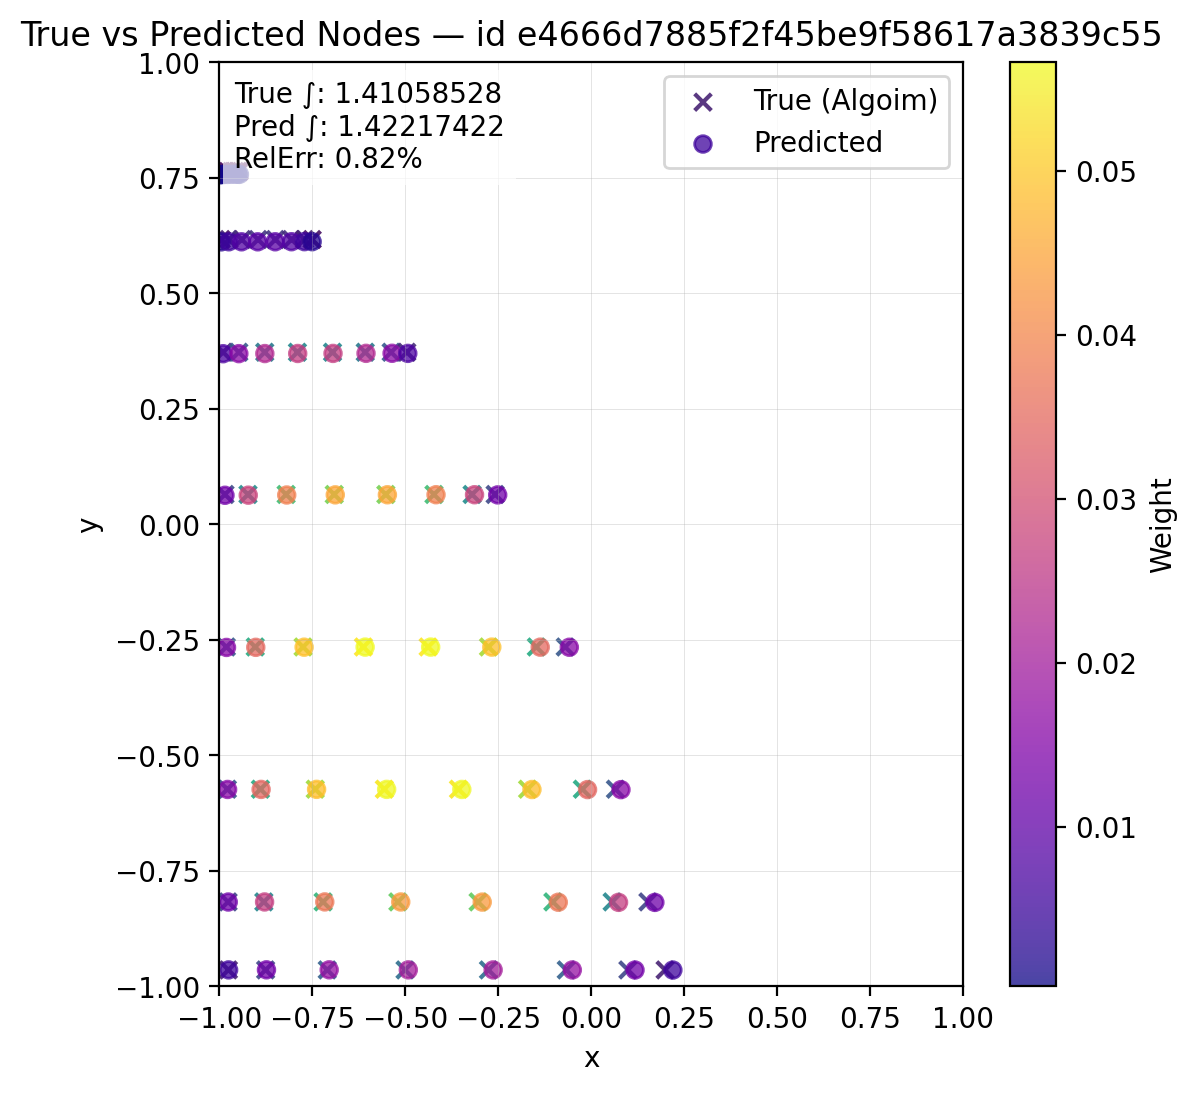 True vs Predicted Nodes — id e4666d7885f2f45be9f58617a3839c55
True ∫: 1.41058528
Pred ∫: 1.42217422
RelErr: 0.82%
True (Algoim)
Predicted
1.00
0.75
0.50
0.25
0.00
−0.25
−0.50
−0.75
−1.00
y
−1.00 −0.75 −0.50 −0.25 0.00 0.25 0.50 0.75 1.00
x
0.05
0.04
0.03
0.02
0.01
Weight